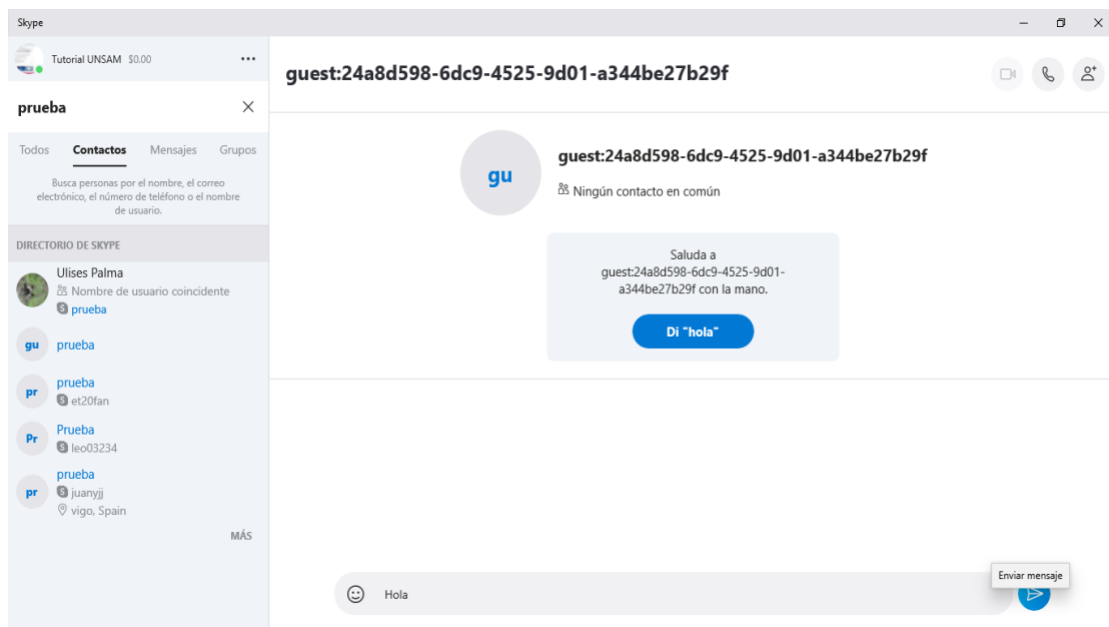 Skype
Tutorial UNSAM $0.00
prueba
Todos Contactos Mensajes Grupos
Busca personas por el nombre, el correo
electrónico, el número de teléfono o el nombre
de usuario.
DIRECTORIO DE SKYPE
Ulises Palma
Nombre de usuario coincidente
prueba
gu prueba
pr prueba
et20fan
Pr Prueba
leo03234
pr prueba
juanyjj
vigo, Spain
MÁS
guest:24a8d598-6dc9-4525-9d01-a344be27b29f
gu
guest:24a8d598-6dc9-4525-9d01-a344be27b29f
Ningún contacto en común
Saluda a
guest:24a8d598-6dc9-4525-9d01-
a344be27b29f con la mano.
Di "hola"
Enviar mensaje
Hola